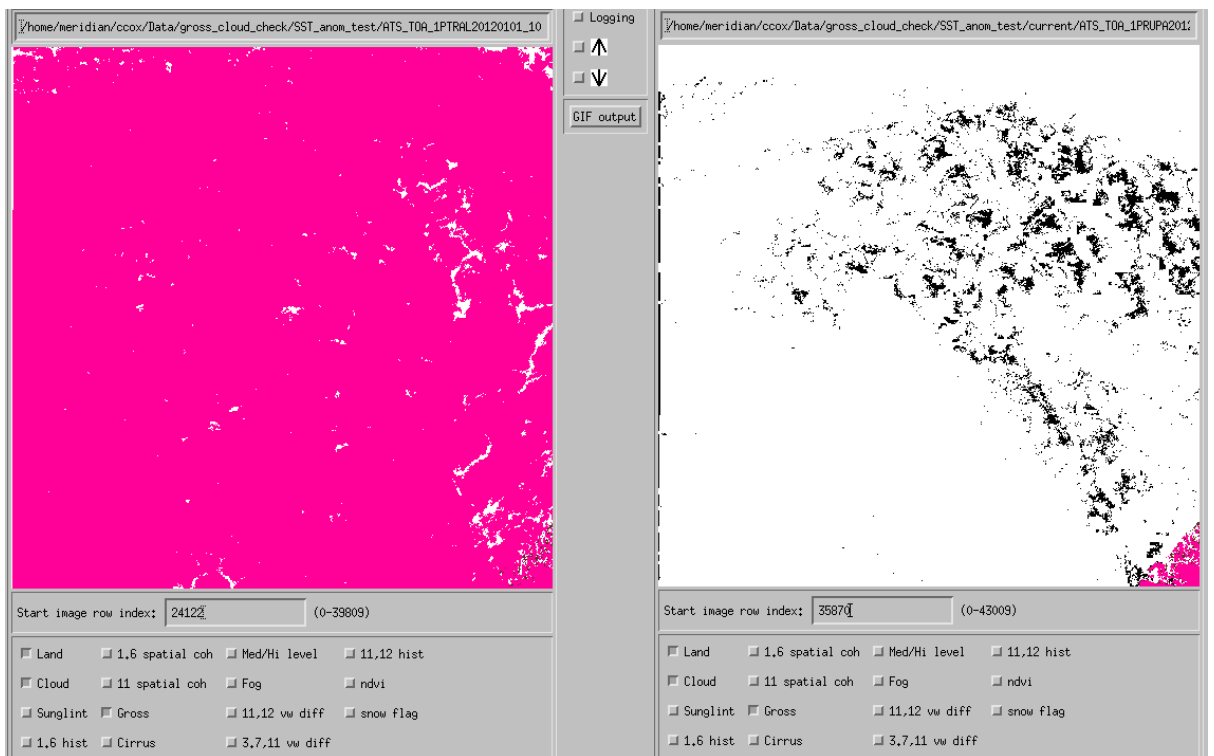 /home/meridian/ccox/Data/gross_cloud_check/SST_anom_test/ATS_TOA_1PTRAL20120101_10
Start image row index: 24122 (0-39809)
Land 1.6 spatial coh Med/Hi level 11,12 hist
Cloud 11 spatial coh Fog ndvi
Sunglint Gross 11,12 vw diff snow flag
1.6 hist Cirrus 3.7,11 vw diff
Logging
GIF output
/home/meridian/ccox/Data/gross_cloud_check/SST_anom_test/current/ATS_TOA_1PRUPA2012
Start image row index: 35870 (0-43009)
Land 1.6 spatial coh Med/Hi level 11,12 hist
Cloud 11 spatial coh Fog ndvi
Sunglint Gross 11,12 vw diff snow flag
1.6 hist Cirrus 3.7,11 vw diff